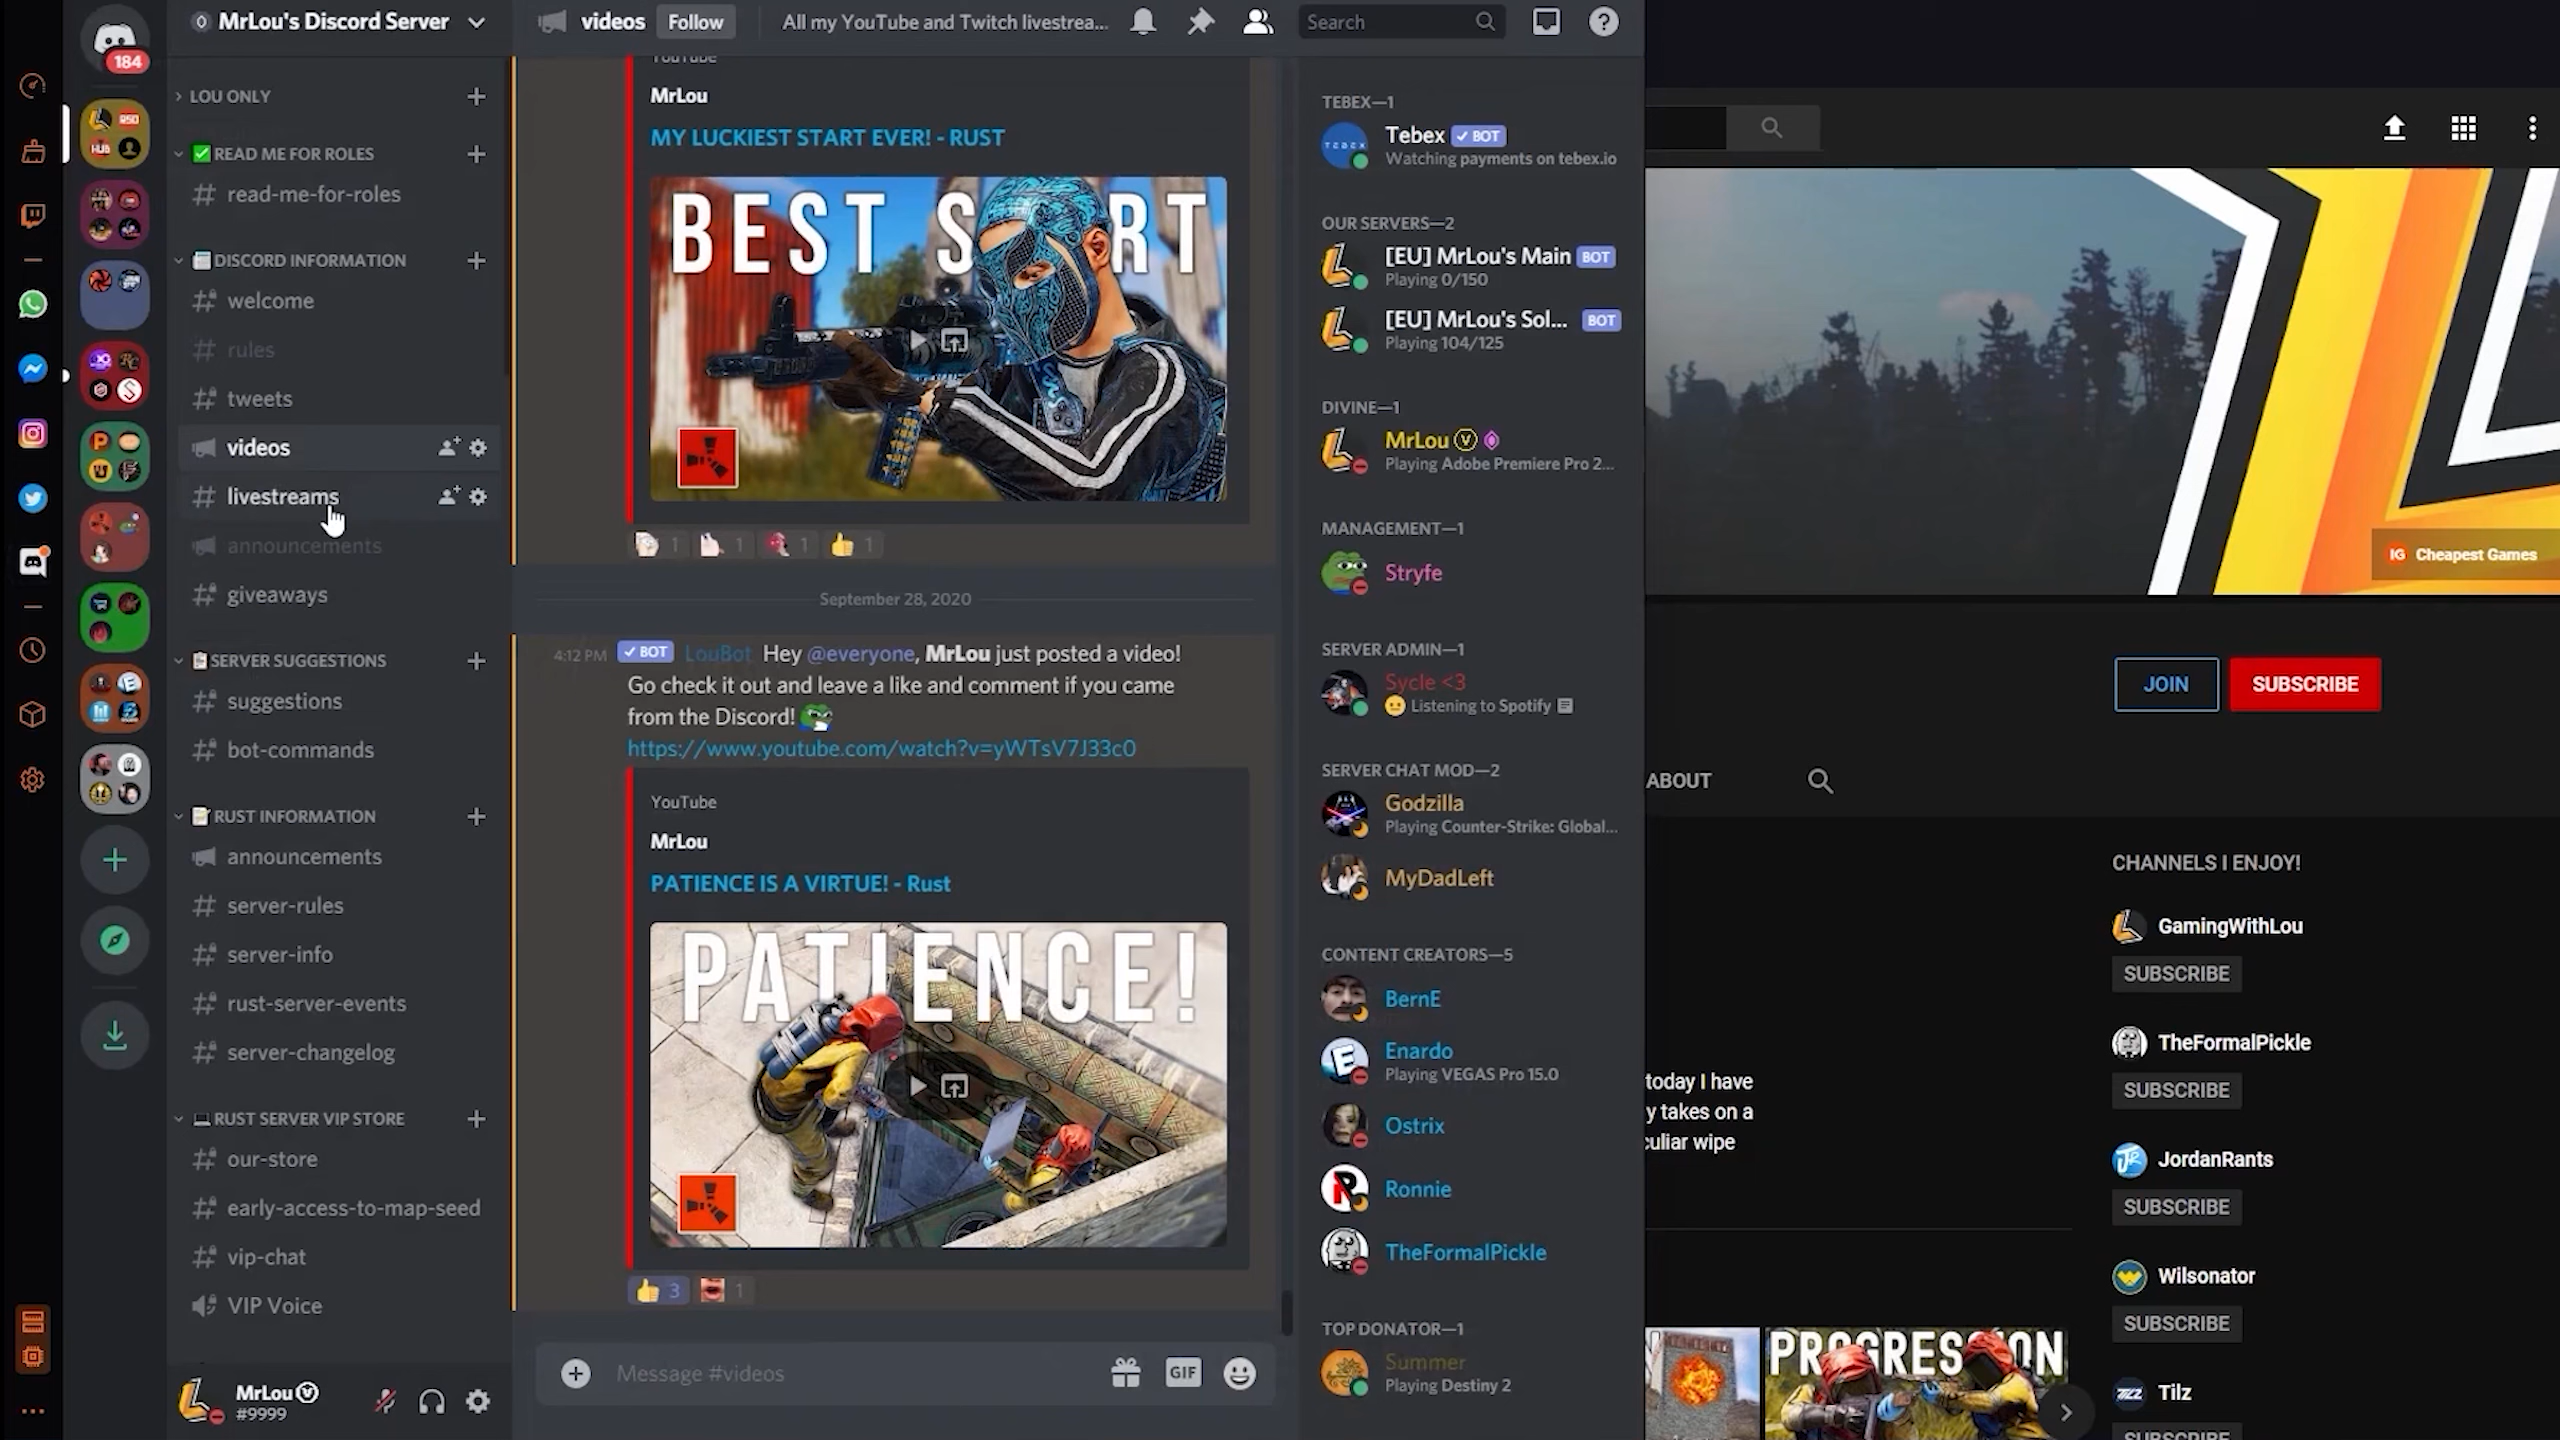 MrLou's Discord Server
184
LOU ONLY
READ ME FOR ROLES
read-me-for-roles
DISCORD INFORMATION
welcome
rules
tweets
videos
livestreams
announcements
giveaways
SERVER SUGGESTIONS
suggestions
bot-commands
RUST INFORMATION
announcements
server-rules
server-info
rust-server-events
server-changelog
RUST SERVER VIP STORE
our-store
early-access-to-map-seed
vip-chat
VIP Voice
MrLou
#9999
videos
Follow
All my YouTube and Twitch livestrea...
Search
YouTube
MrLou
MY LUCKIEST START EVER! - RUST
BEST S RT
1 1 1 1
September 28, 2020
4:12 PM BOT LouBot Hey @everyone, MrLou just posted a video!
Go check it out and leave a like and comment if you came
from the Discord!
https://www.youtube.com/watch?v=yWTsV7J33c0
YouTube
MrLou
PATIENCE IS A VIRTUE! - Rust
PATIENCE!
3 1
Message #videos
GIF
TEBEX—1
TEBEX
Tebex BOT
Watching payments on tebex.io
OUR SERVERS—2
[EU] MrLou's Main BOT
Playing 0/150
[EU] MrLou's Sol... BOT
Playing 104/125
DIVINE—1
MrLou
Playing Adobe Premiere Pro 2...
MANAGEMENT—1
Stryfe
SERVER ADMIN—1
Sycle <3
Listening to Spotify
SERVER CHAT MOD—2
Godzilla
Playing Counter-Strike: Global...
MyDadLeft
CONTENT CREATORS—5
BernE
Enardo
Playing VEGAS Pro 15.0
Ostrix
Ronnie
TheFormalPickle
TOP DONATOR—1
Summer
Playing Destiny 2
IG Cheapest Games
JOIN
SUBSCRIBE
ABOUT
today I have
y takes on a
culiar wipe
CHANNELS I ENJOY!
GamingWithLou
SUBSCRIBE
TheFormalPickle
SUBSCRIBE
JordanRants
SUBSCRIBE
Wilsonator
SUBSCRIBE
Tilz
SUBSCRIBE
PROGRESSION